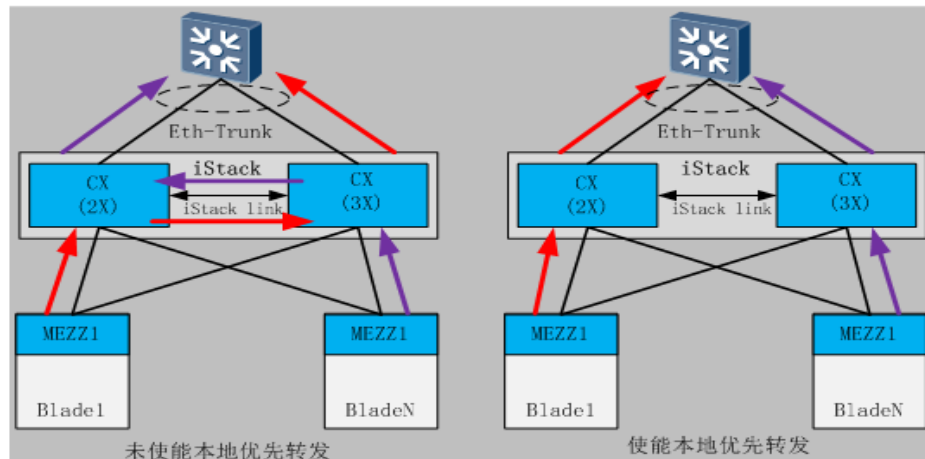 Eth-Trunk
iStack
CX
(2X)
iStack link
CX
(3X)
MEZZ1
Blade1
MEZZ1
BladeN
未使能本地优先转发
Eth-Trunk
iStack
CX
(2X)
iStack link
CX
(3X)
MEZZ1
Blade1
MEZZ1
BladeN
使能本地优先转发